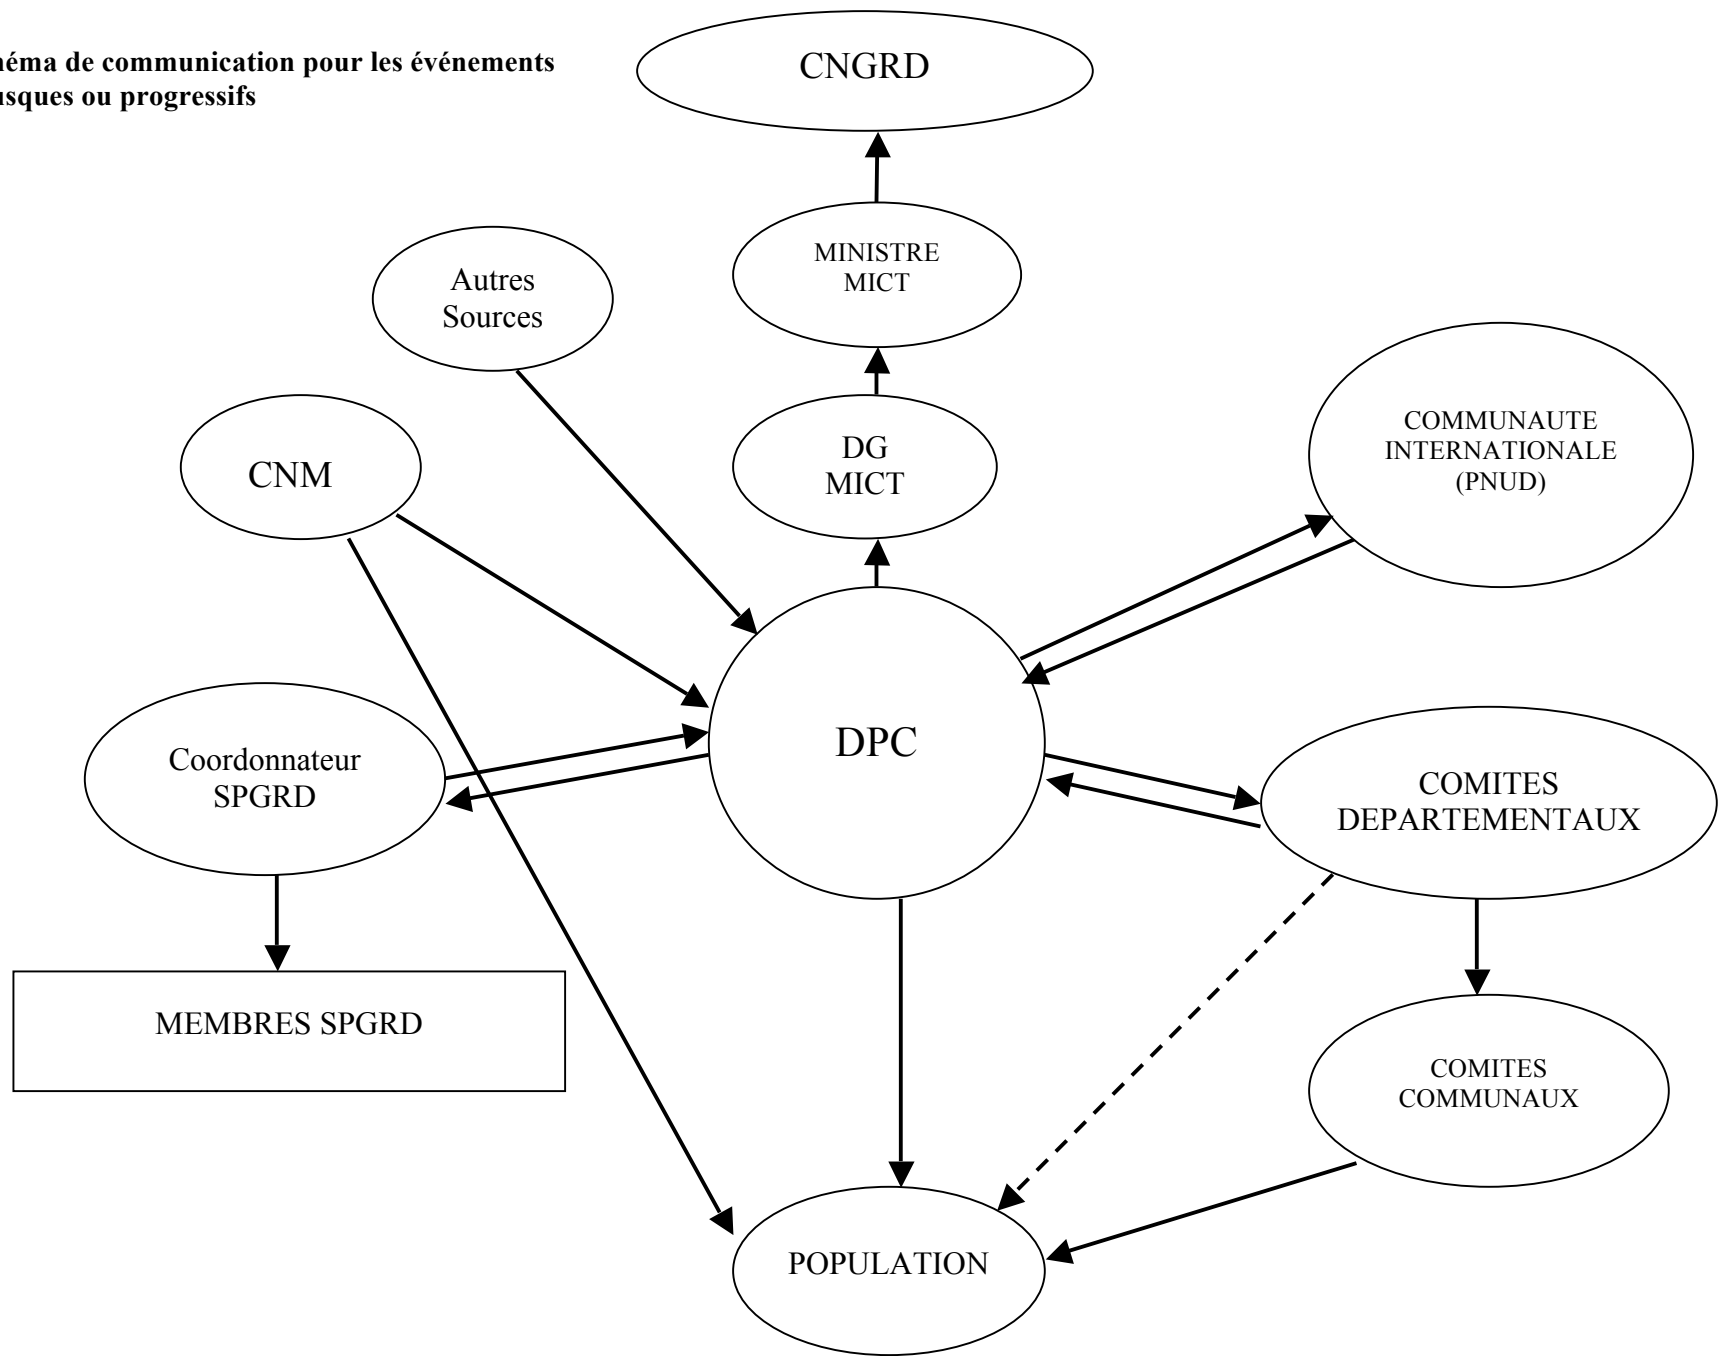 héma de communication pour les événements
usques ou progressifs
CNGRD
MINISTRE
MICT
Autres
Sources
DG
MICT
CNM
COMMUNAUTE
INTERNATIONALE
(PNUD)
DPC
Coordonnateur
SPGRD
COMITES
DEPARTEMENTAUX
MEMBRES SPGRD
COMITES
COMMUNAUX
POPULATION